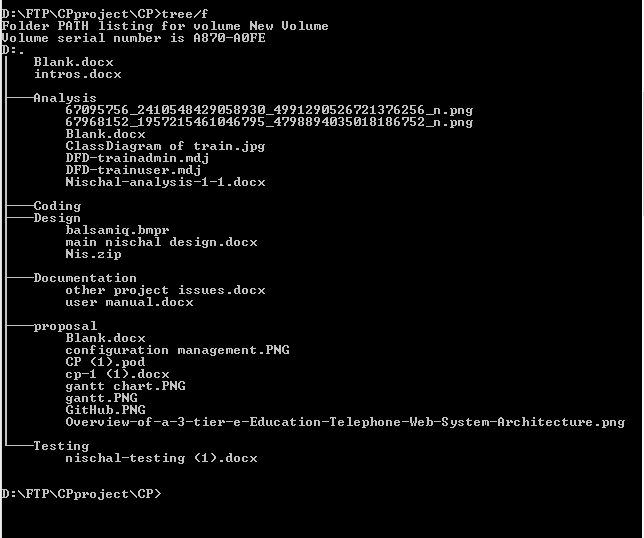 D:\FTP\CPproject\CP>tree/f
Folder PATH listing for volume New Volume
Volume serial number is A870-A0FE
D:.
│   Blank.docx
│   intros.docx
│
├───Analysis
│       67095756_2410548429058930_4991290526721376256_n.png
│       67968152_1957215461046795_4798894035018186752_n.png
│       Blank.docx
│       ClassDiagram of train.jpg
│       DFD-trainadmin.mdj
│       DFD-trainuser.mdj
│       Nischal-analysis-1-1.docx
│
├───Coding
├───Design
│       balsamiq.bmpr
│       main nischal design.docx
│       Nis.zip
│
├───Documentation
│       other project issues.docx
│       user manual.docx
│
├───proposal
│       Blank.docx
│       configuration management.PNG
│       CP (1).pod
│       cp-1 (1).docx
│       gantt chart.PNG
│       gantt.PNG
│       GitHub.PNG
│       Overview-of-a-3-tier-e-Education-Telephone-Web-System-Architecture.png
│
└───Testing
        nischal-testing (1).docx
D:\FTP\CPproject\CP>